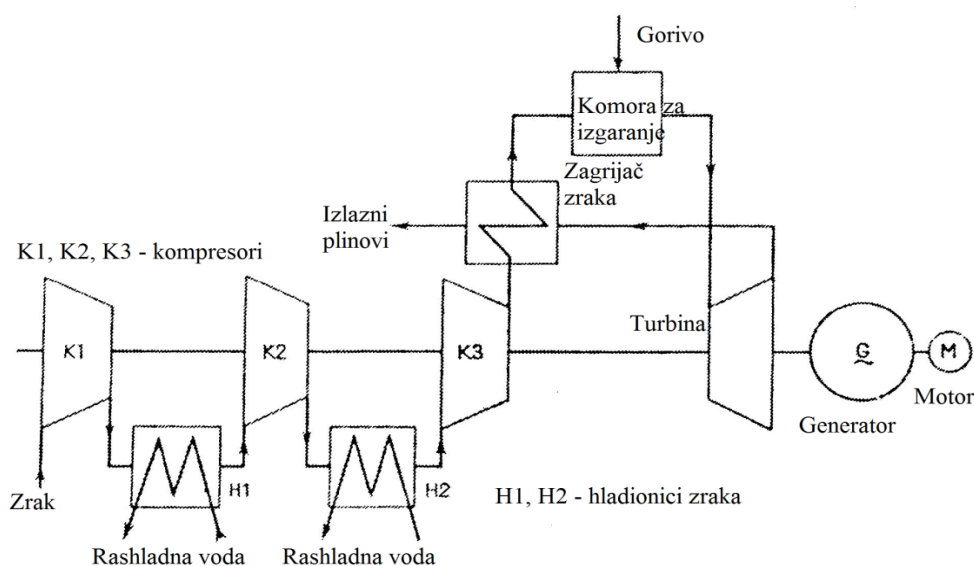 Gorivo
Komora za
izgaranje
Zagrijač
zraka
Izlazni
plinovi
K1, K2, K3 - kompresori
K1
K2
K3
Turbina
G
M
Motor
Generator
H1
H2
H1, H2 - hladionici zraka
Zrak
Rashladna voda
Rashladna voda